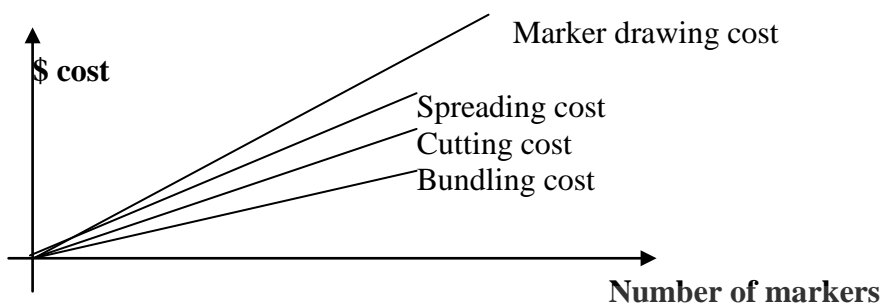 Marker drawing cost
$ cost
Spreading cost
Cutting cost
Bundling cost
Number of markers